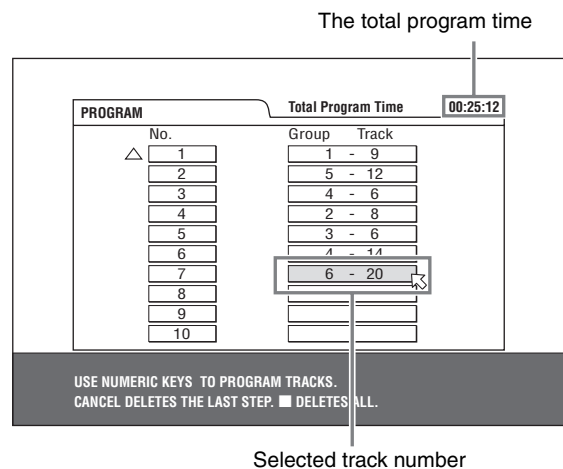 The total program time
PROGRAM Total Program Time 00:25:12
No. Group Track
1 1 - 9
2 5 - 12
3 4 - 6
4 2 - 8
5 3 - 6
6 4 - 14
7 6 - 20
8
9
10
USE NUMERIC KEYS TO PROGRAM TRACKS.
CANCEL DELETES THE LAST STEP. ■ DELETES ALL.
Selected track number